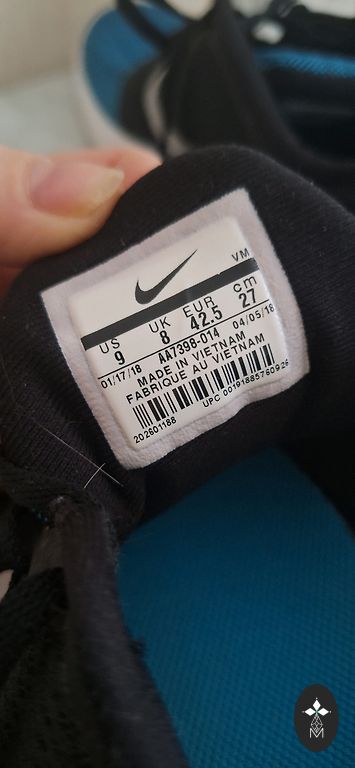 VM
US UK EUR cm
9 8 42.5 27
01/17/18 AA7398-014 04/05/18
MADE IN VIETNAM
FABRIQUE AU VIETNAM
202601188 UPC 00191885760926
M